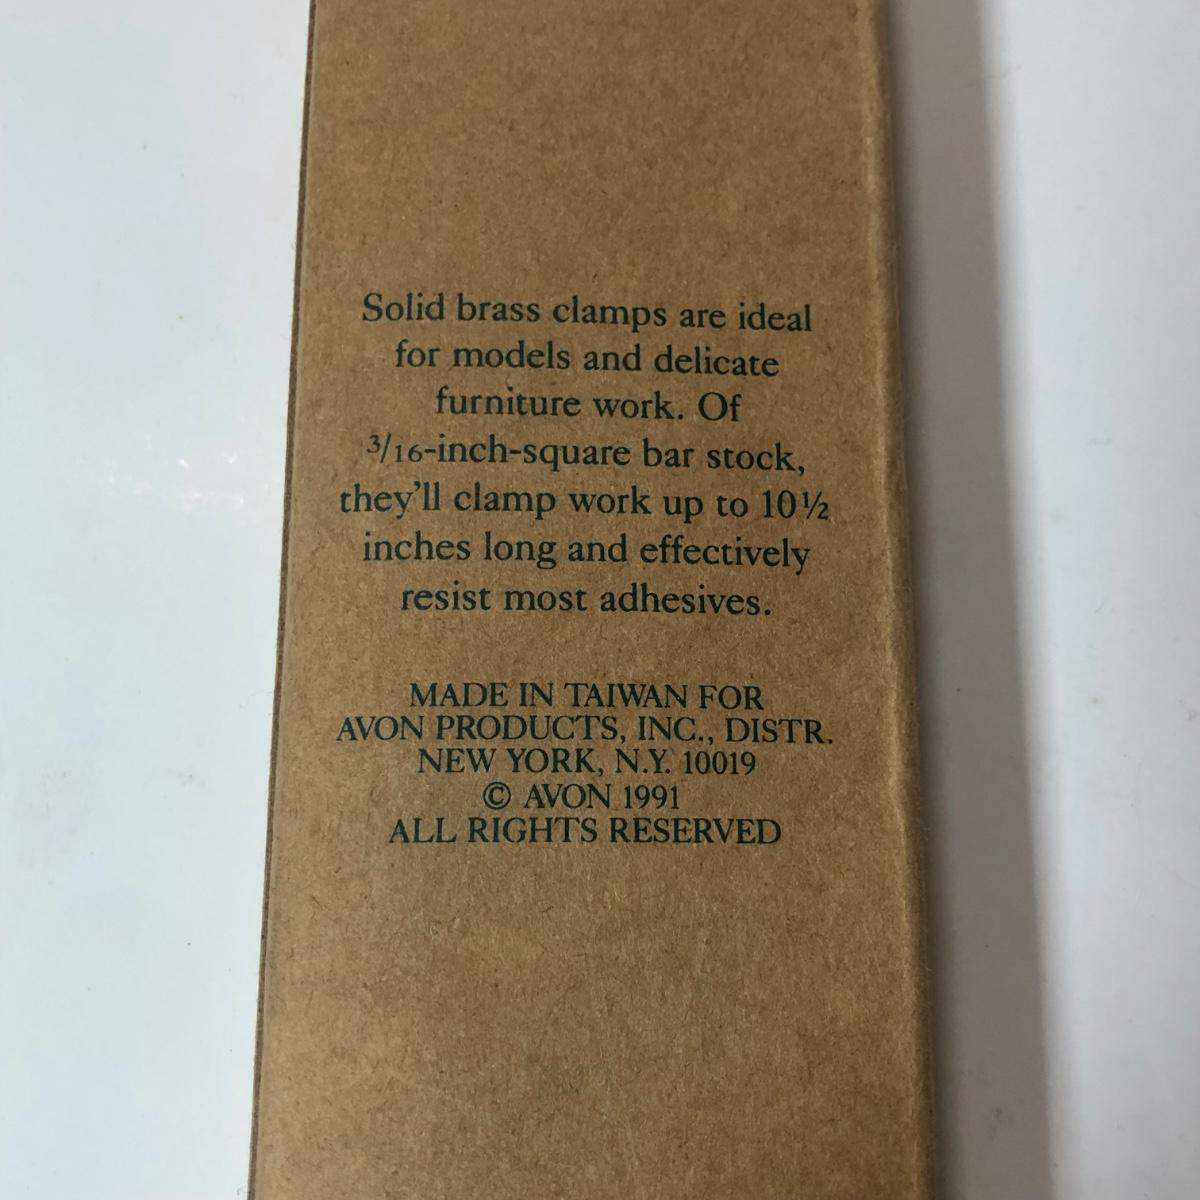 Solid brass clamps are ideal
for models and delicate
furniture work. Of
3/16-inch-square bar stock,
they'll clamp work up to 10½
inches long and effectively
resist most adhesives.
MADE IN TAIWAN FOR
AVON PRODUCTS, INC., DISTR.
NEW YORK, N.Y. 10019
© AVON 1991
ALL RIGHTS RESERVED